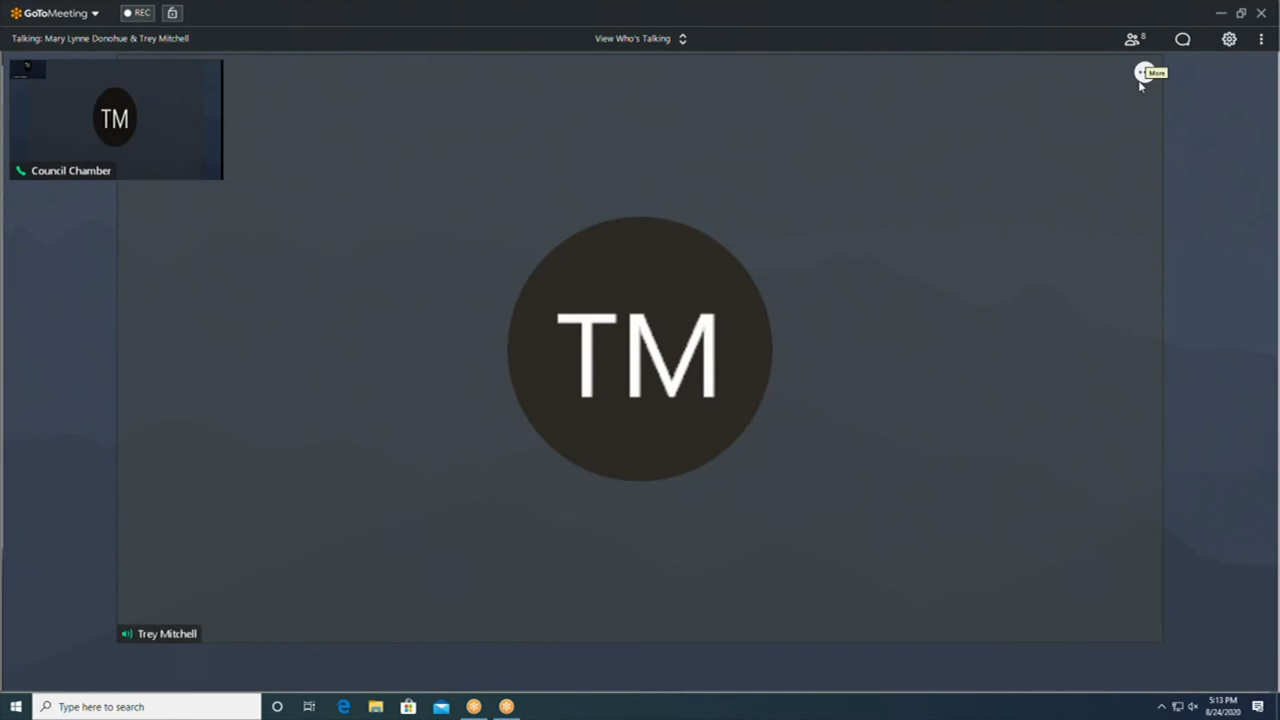 GoToMeeting
REC
Talking: Mary Lynne Donohue & Trey Mitchell
View Who's Talking
8
More
TM
Council Chamber
TM
Trey Mitchell
Type here to search
5:13 PM
8/24/2020